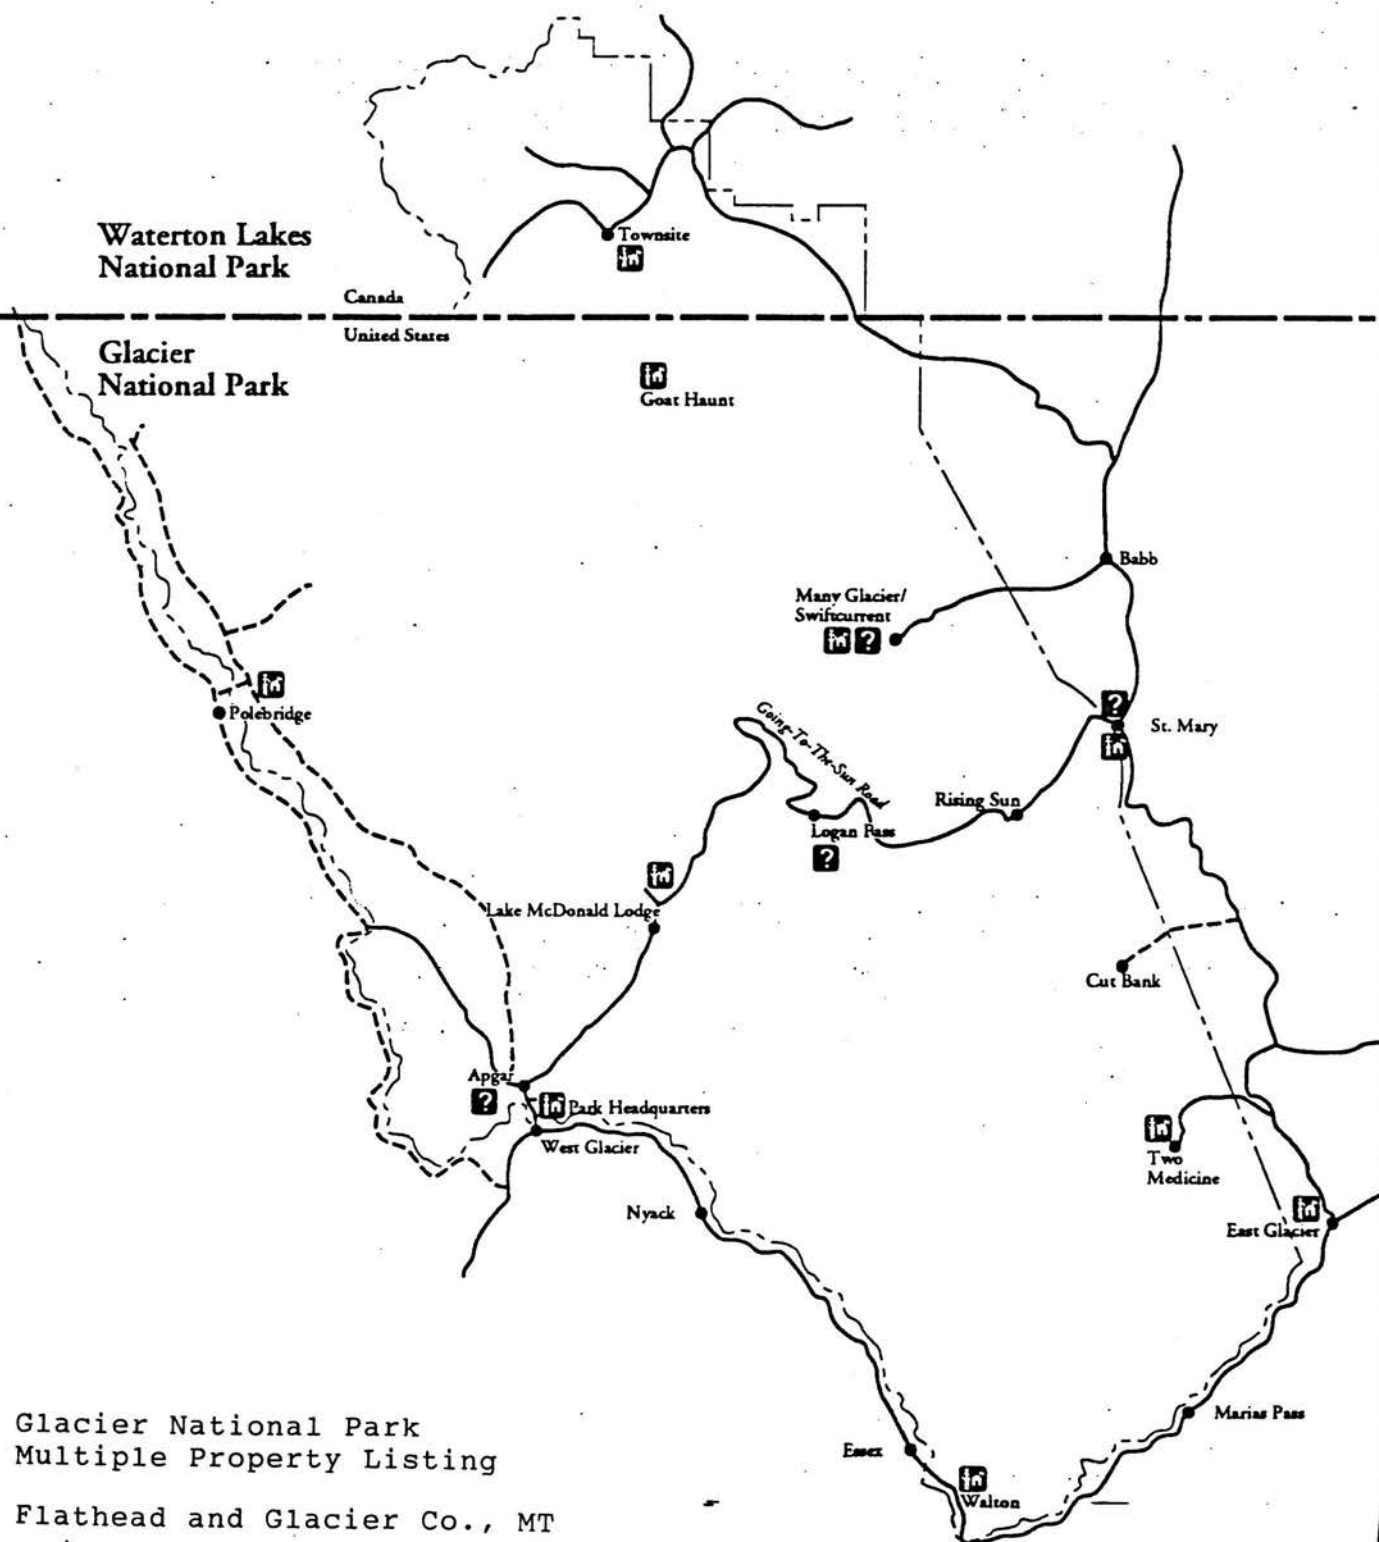 Townsite
Waterton Lakes
National Park
Canada
United States
Glacier
National Park
Goat Haunt
Babb
Many Glacier/
Swiftcurrent
?
Polebridge
?
St. Mary
Going-To-The-Sun Road
Rising Sun
Logan Pass
?
Lake McDonald Lodge
Cut Bank
Apgar
?
Park Headquarters
West Glacier
Two
Medicine
Nyack
East Glacier
Marias Pass
Essex
Walton
Glacier National Park
Multiple Property Listing
Flathead and Glacier Co., MT